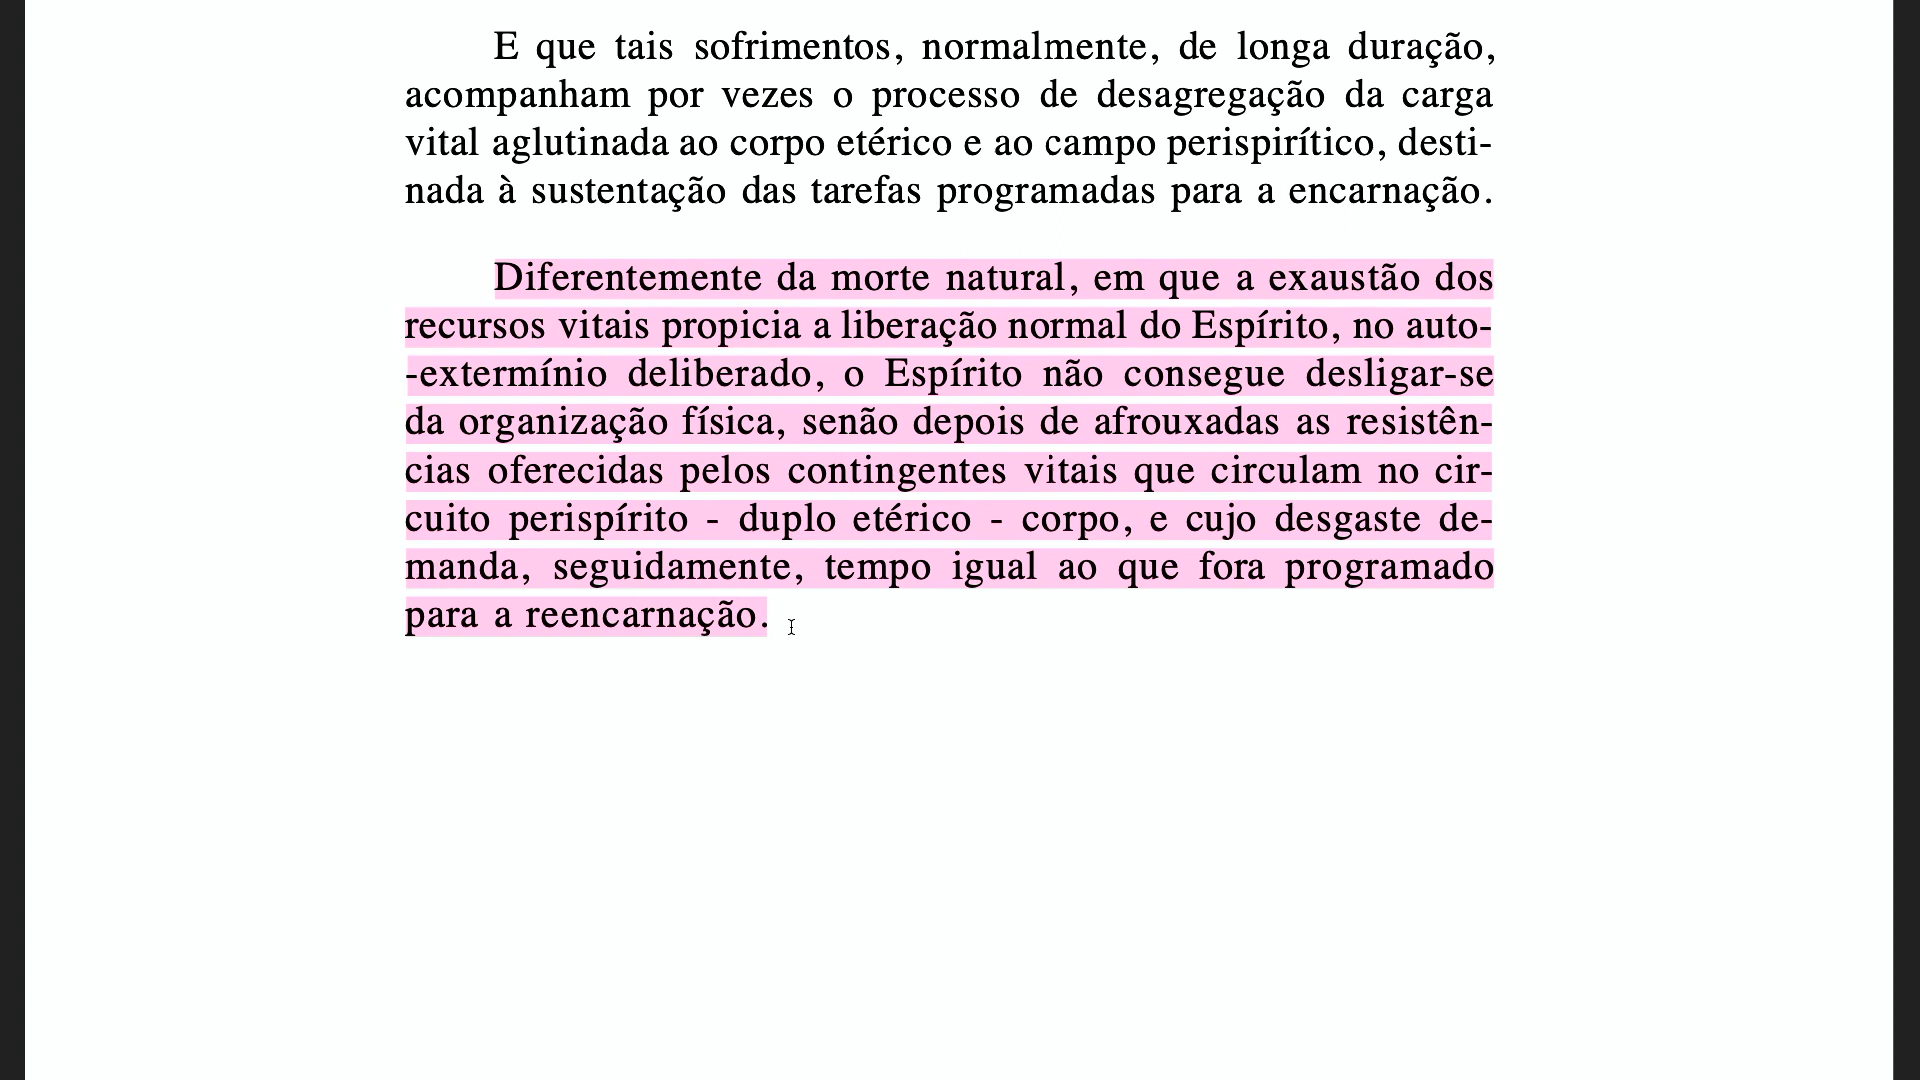 E que tais sofrimentos, normalmente, de longa duração,
acompanham por vezes o processo de desagregação da carga
vital aglutinada ao corpo etérico e ao campo perispirítico, desti-
nada à sustentação das tarefas programadas para a encarnação.
Diferentemente da morte natural, em que a exaustão dos
recursos vitais propicia a liberação normal do Espírito, no auto-
-extermínio deliberado, o Espírito não consegue desligar-se
da organização física, senão depois de afrouxadas as resistên-
cias oferecidas pelos contingentes vitais que circulam no cir-
cuito perispírito - duplo etérico - corpo, e cujo desgaste de-
manda, seguidamente, tempo igual ao que fora programado
para a reencarnação.